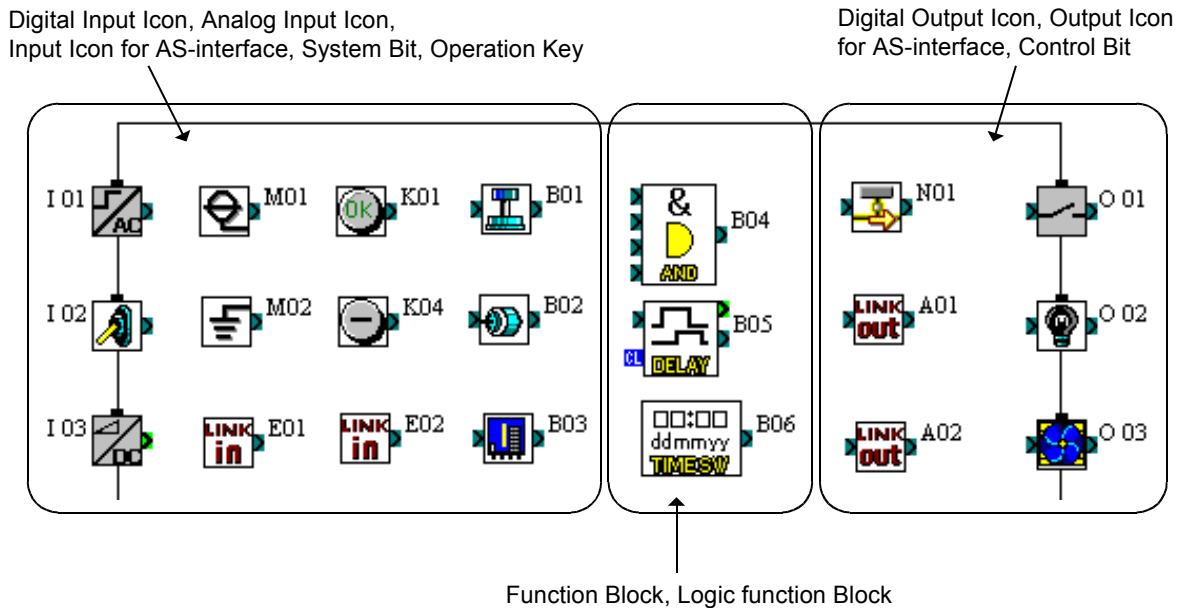 Digital Input Icon, Analog Input Icon,
Input Icon for AS-interface, System Bit, Operation Key
Digital Output Icon, Output Icon
for AS-interface, Control Bit
I 01
AC
M01
OK
K01
B01
&
AND
B04
N01
O 01
I 02
M02
K04
B02
CL
DELAY
B05
LINK
out
A01
O 02
I 03
DC
LINK
in
E01
LINK
in
E02
B03
ddmmyy
TIMESW
B06
LINK
out
A02
O 03
Function Block, Logic function Block